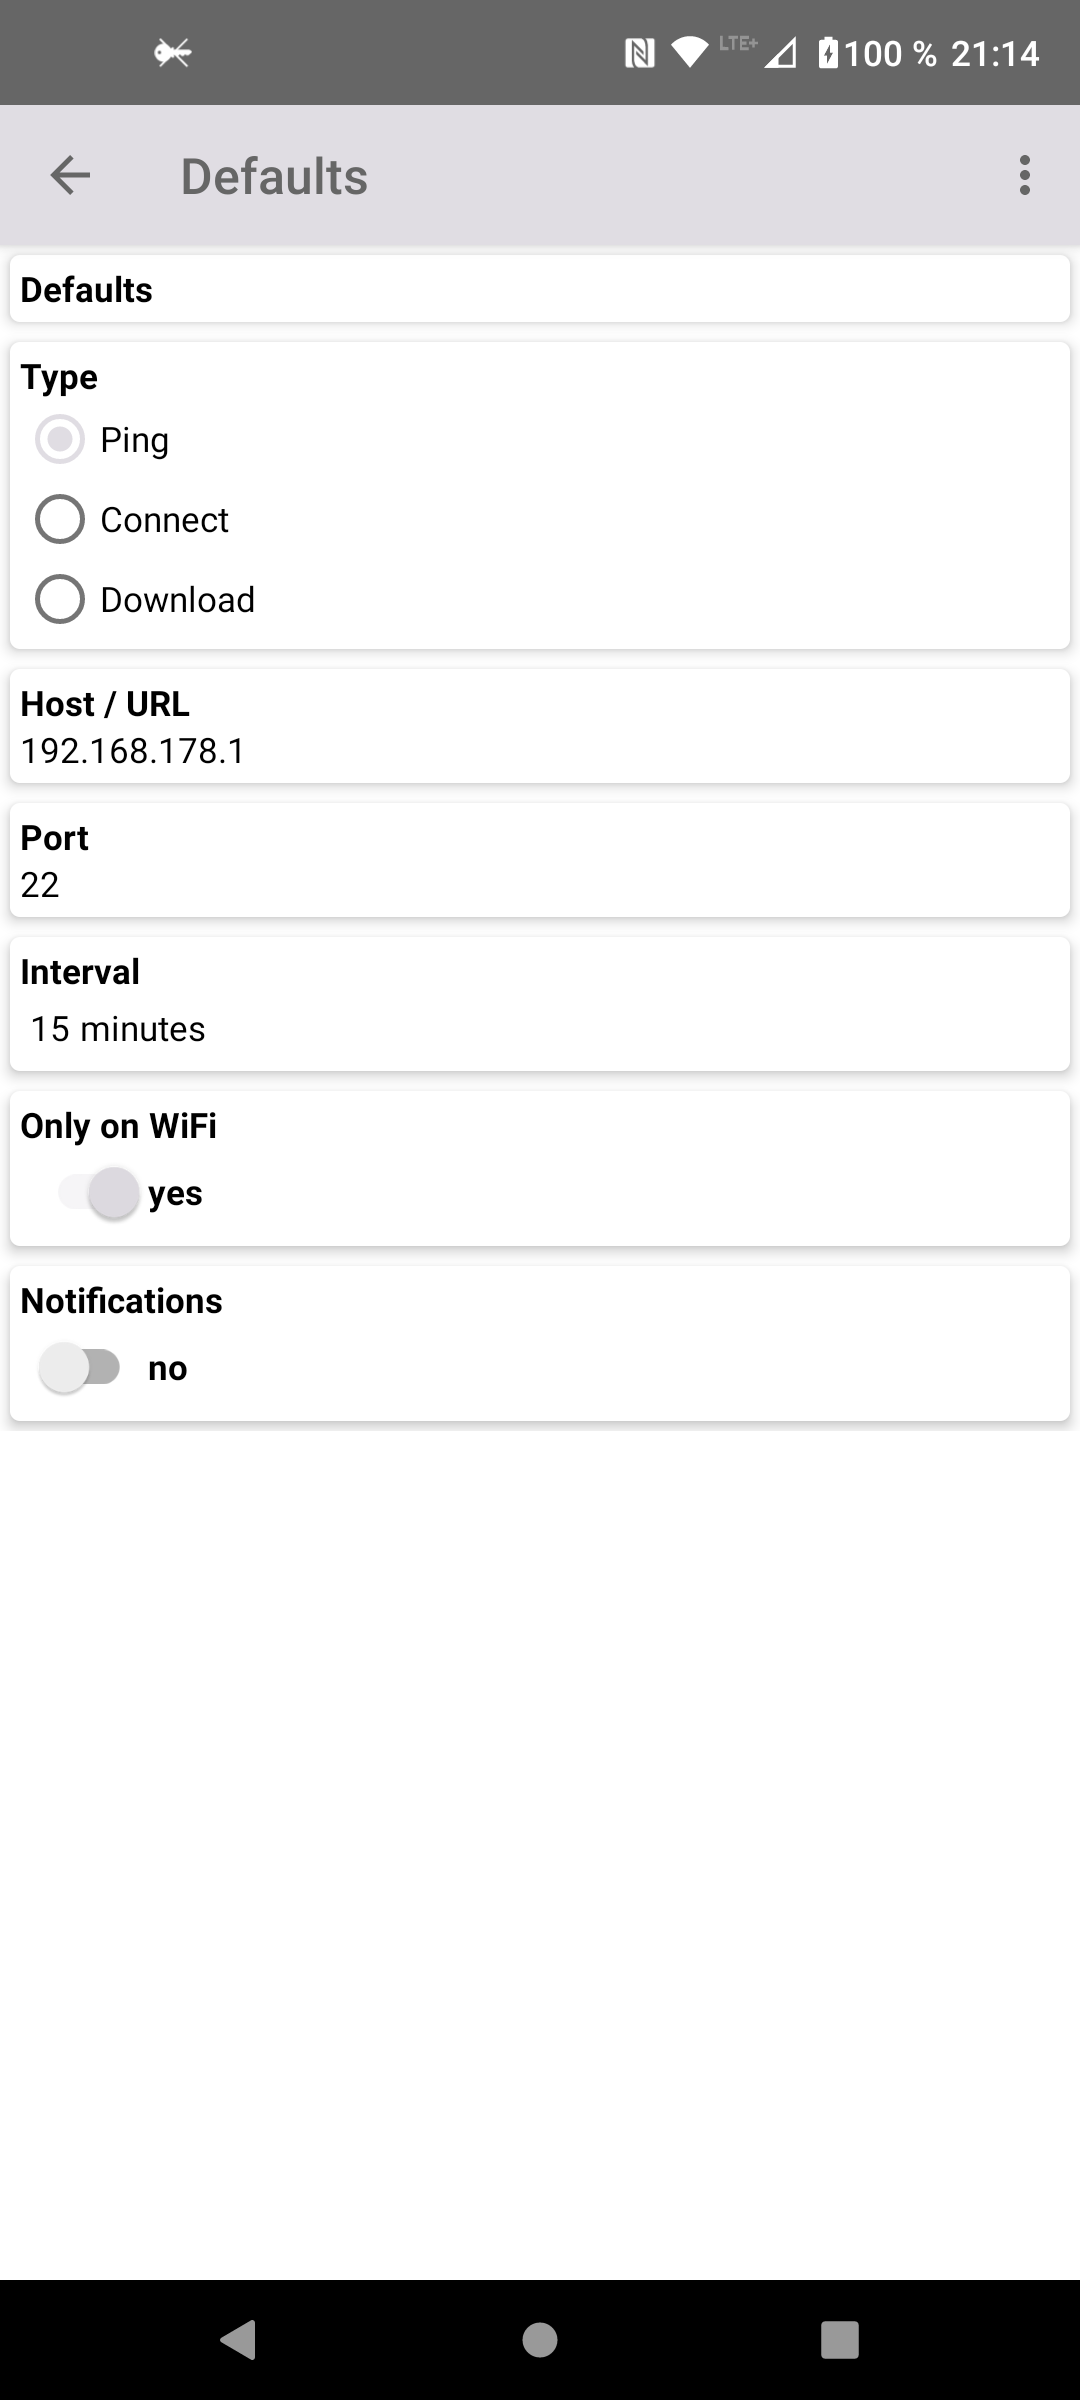 LTE+ 100 % 21:14
Defaults
Defaults
Type
Ping
Connect
Download
Host / URL
192.168.178.1
Port
22
Interval
15 minutes
Only on WiFi
yes
Notifications
no